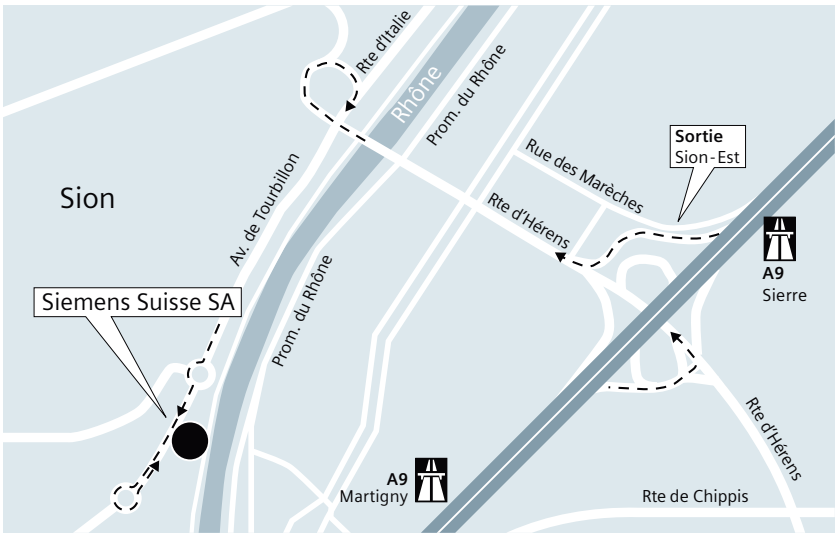 Rte d'Italie
Rhône
Prom. du Rhône
Sortie
Sion-Est
Rue des Marèches
Sion
Av. de Tourbillon
Rte d'Hérens
A9
Sierre
Prom. du Rhône
Siemens Suisse SA
Rte d'Hérens
A9
Martigny
Rte de Chippis